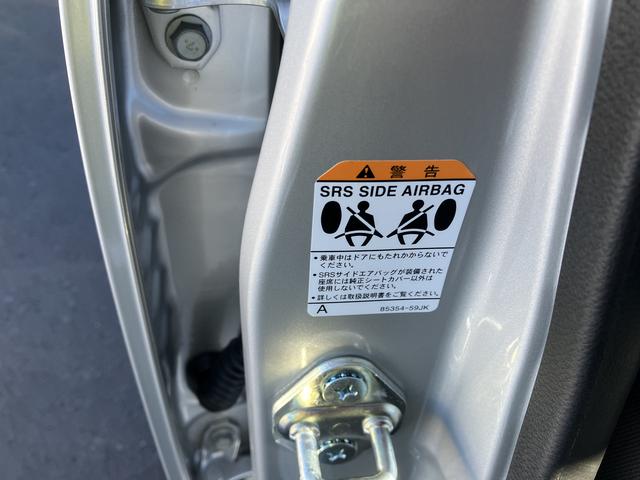 警告
SRS SIDE AIRBAG
•乗車中はドアにもたれかからないで
ください。
•SRSサイドエアバッグが装備された
座席には純正シートカバー以外は
使用しないでください。
•詳しくは取扱説明書をご覧ください。
A 85354-59JK